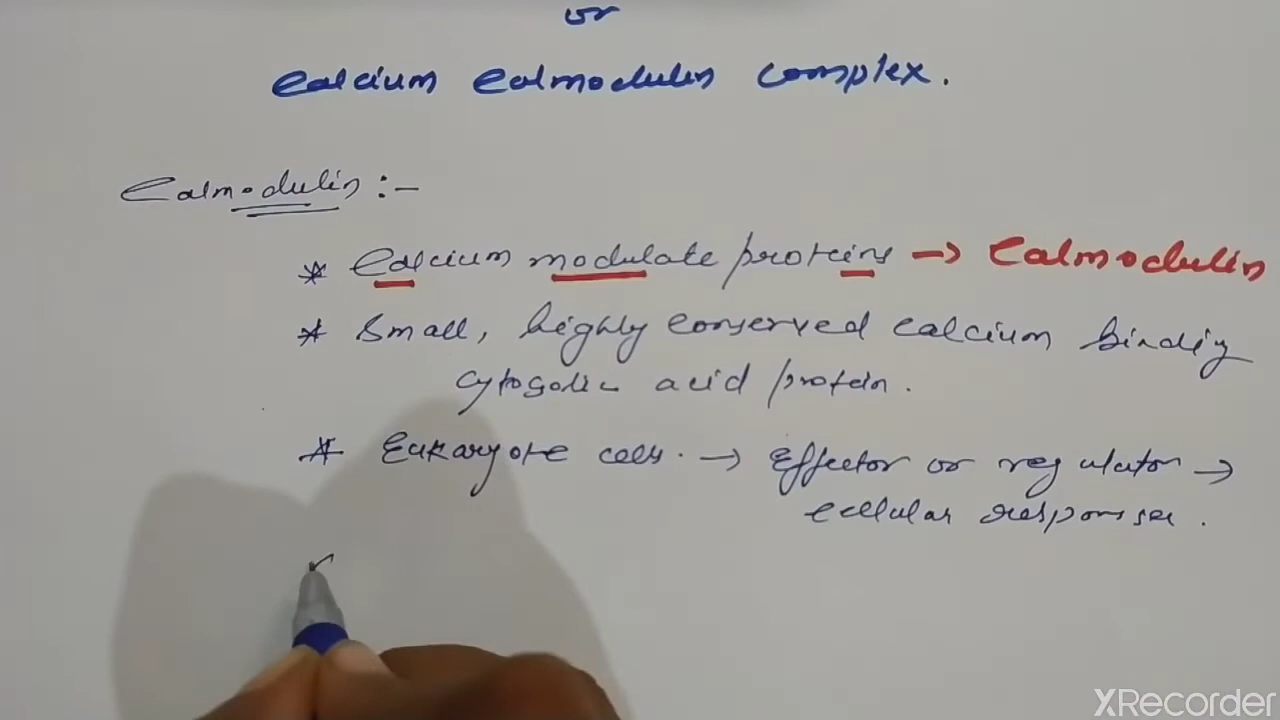 or
Calcium Calmodulin complex.
Calmodulin :-
* Calcium modulate proteins → Calmodulin
* Small, highly conserved calcium binding
cytosolic acid protein.
* Eukaryote cells. → Effector or regulator →
cellular responses.
XRecorder